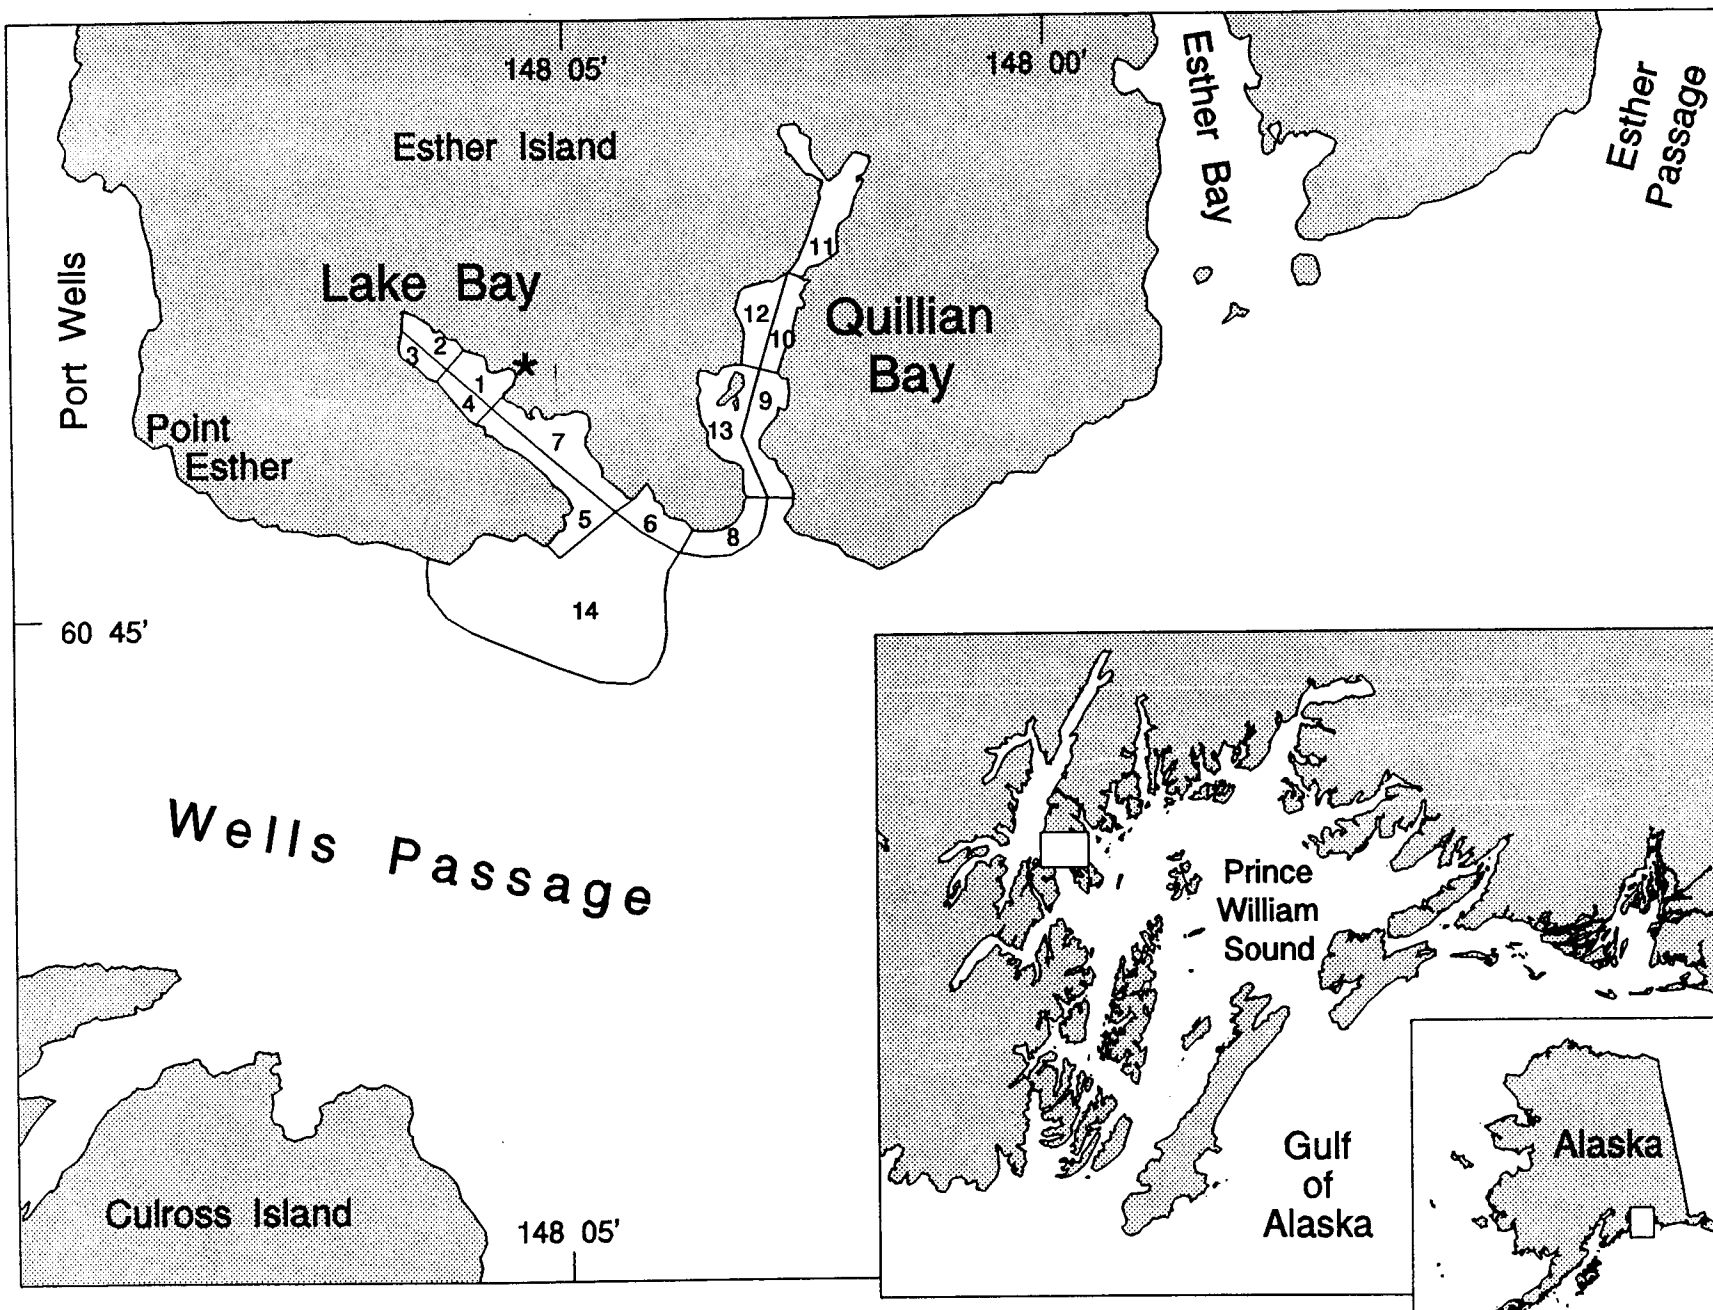 148 05'
148 00'
Esther Bay
Esther
Passage
Esther Island
Port Wells
Lake Bay
Quillian
Bay
11
12
10
2
3
1
*
4
9
13
7
Point
Esther
5
6
8
14
60 45'
Wells Passage
Prince
William
Sound
Gulf
of
Alaska
Alaska
Culross Island
148 05'